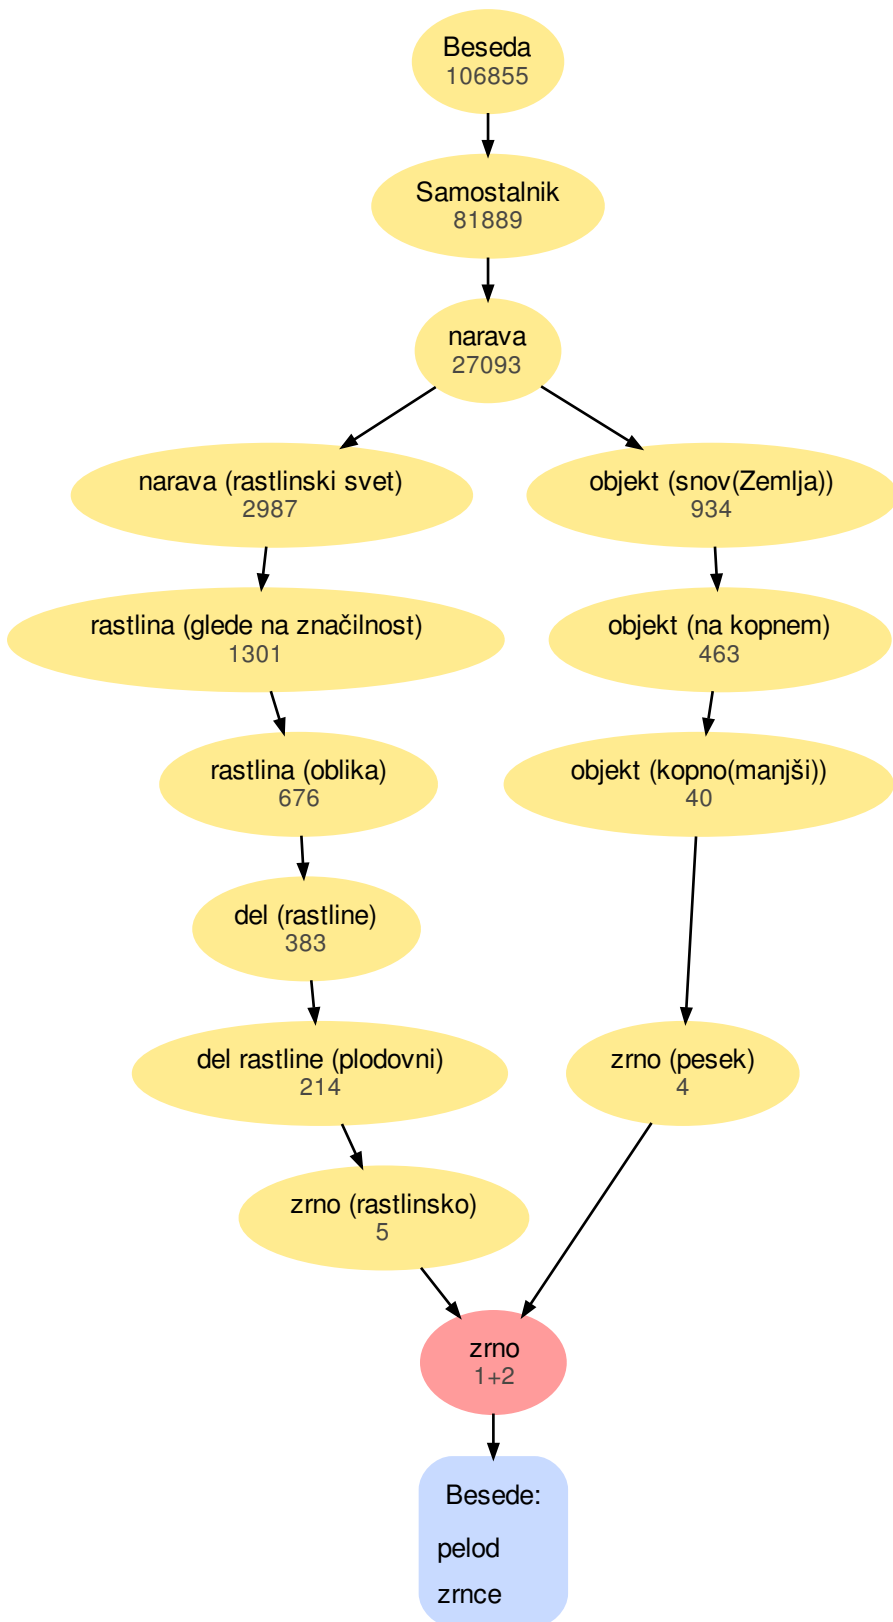 Beseda
106855
Samostalnik
81889
narava
27093
narava (rastlinski svet)
2987
objekt (snov(Zemlja))
934
rastlina (glede na značilnost)
1301
objekt (na kopnem)
463
rastlina (oblika)
676
objekt (kopno(manjši))
40
del (rastline)
383
del rastline (plodovni)
214
zrno (pesek)
4
zrno (rastlinsko)
5
zrno
1+2
Besede:
pelod
zrnce